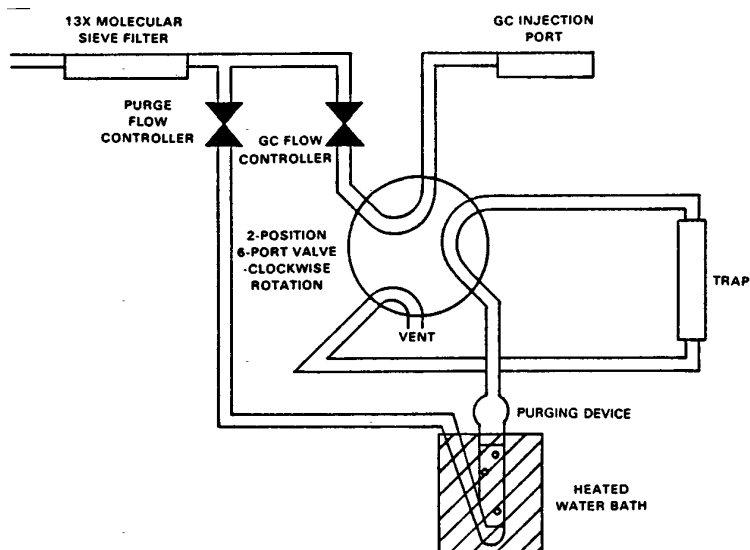 13X MOLECULAR
SIEVE FILTER
GC INJECTION
PORT
PURGE
FLOW
CONTROLLER
GC FLOW
CONTROLLER
2-POSITION
6-PORT VALVE
-CLOCKWISE
ROTATION
TRAP
VENT
PURGING DEVICE
HEATED
WATER BATH